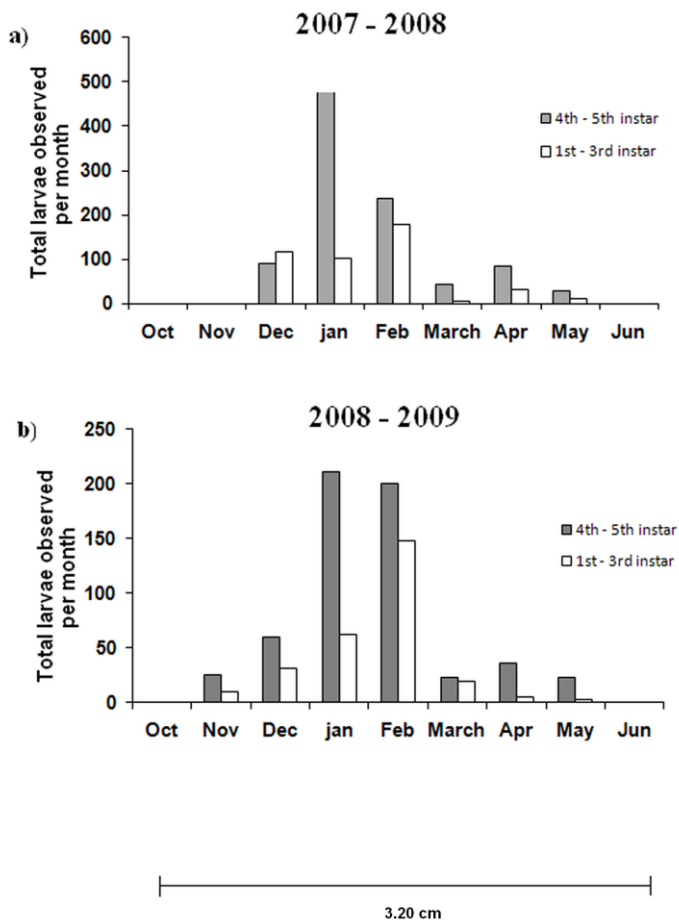 a)
2007 - 2008
Total larvae observed
per month
600
500
400
300
200
100
0
4th - 5th instar
1st - 3rd instar
Oct Nov Dec jan Feb March Apr May Jun
b)
2008 - 2009
Total larvae observed
per month
250
200
150
100
50
0
4th - 5th instar
1st - 3rd instar
Oct Nov Dec jan Feb March Apr May Jun
3.20 cm